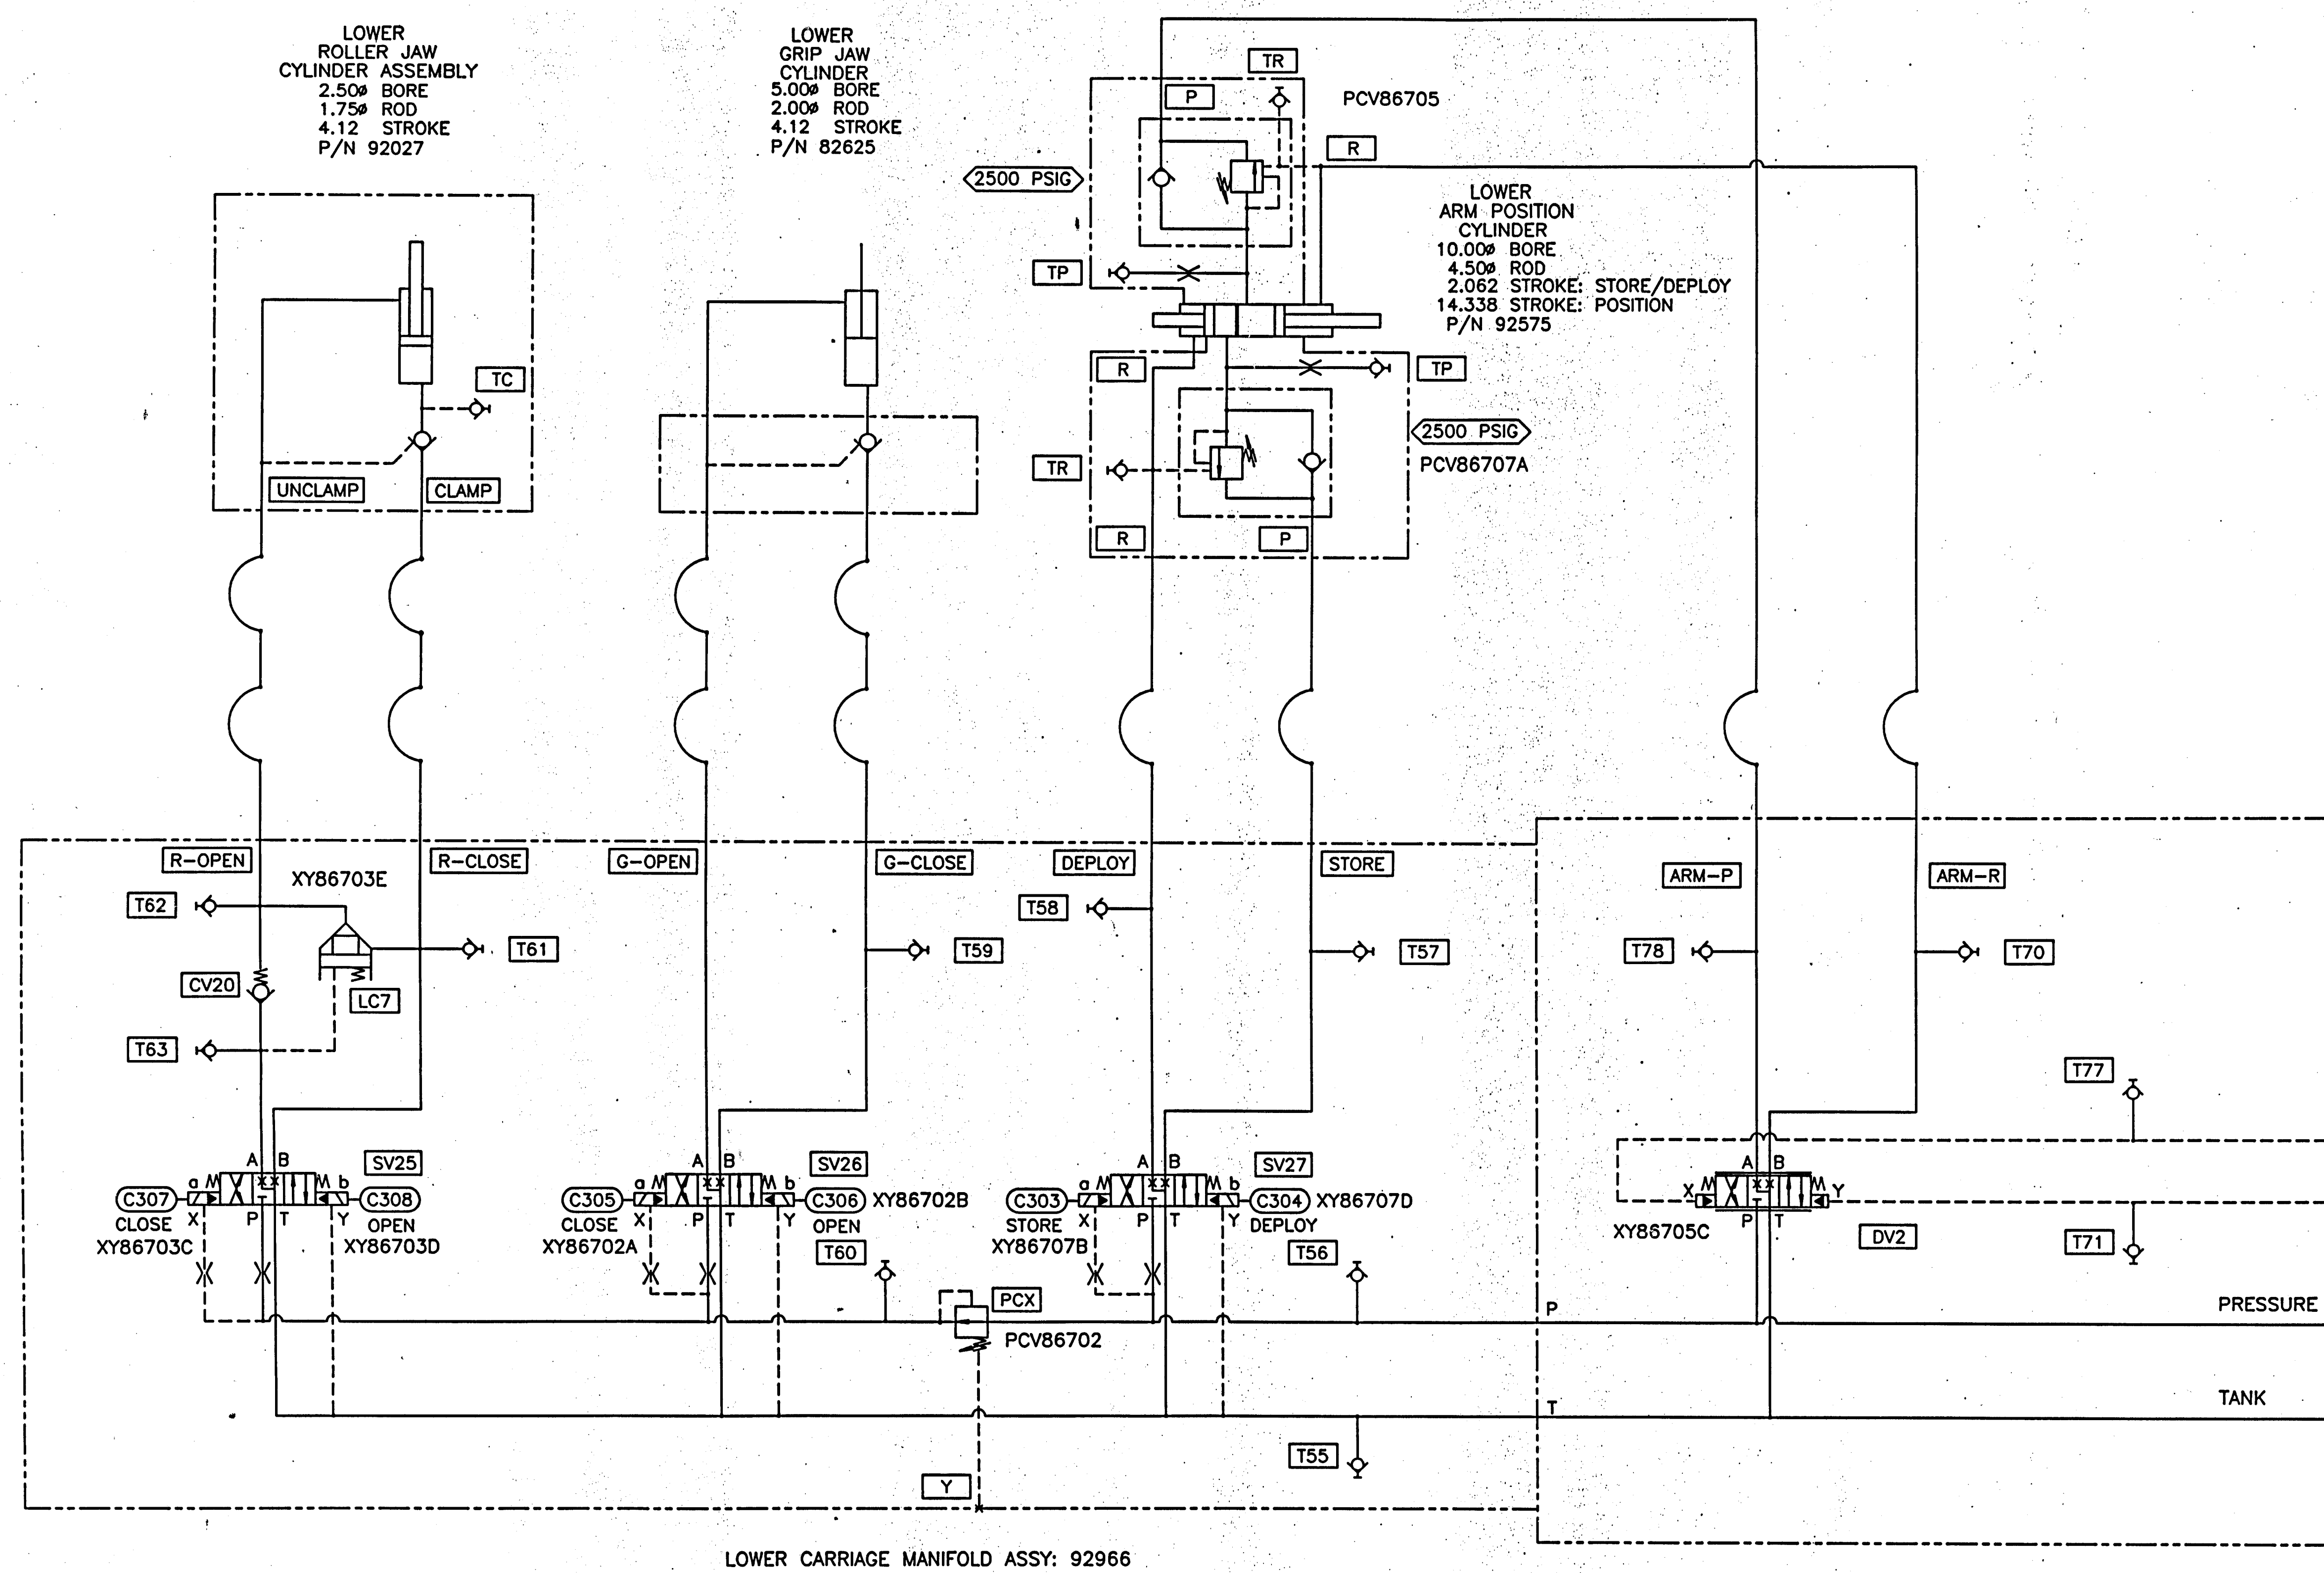 LOWER
ROLLER JAW
CYLINDER ASSEMBLY
2.50ø BORE
1.75ø ROD
4.12 STROKE
P/N 92027
LOWER
GRIP JAW
CYLINDER
5.00ø BORE
2.00ø ROD
4.12 STROKE
P/N 82625
TR
P
PCV86705
R
2500 PSIG
LOWER
ARM POSITION
CYLINDER
10.00ø BORE
4.50ø ROD
2.062 STROKE: STORE/DEPLOY
14.338 STROKE: POSITION
P/N 92575
TP
TC
R
TP
2500 PSIG
PCV86707A
TR
UNCLAMP
CLAMP
R
P
R-OPEN
R-CLOSE
G-OPEN
G-CLOSE
DEPLOY
STORE
ARM-P
ARM-R
XY86703E
T62
T61
T59
T58
T57
T78
T70
CV20
LC7
T63
T77
A B
SV25
a b
C307
C308
CLOSE
X P T Y
OPEN
XY86703C
XY86703D
A B
SV26
a b
C305
C306
XY86702B
CLOSE
X P T Y
OPEN
XY86702A
T60
A B
SV27
a b
C303
C304
XY86707D
STORE
X P T Y
DEPLOY
XY86707B
T56
A B
X Y
P T
XY86705C
DV2
T71
PCX
PCV86702
P
PRESSURE
T
TANK
T55
Y
LOWER CARRIAGE MANIFOLD ASSY: 92966